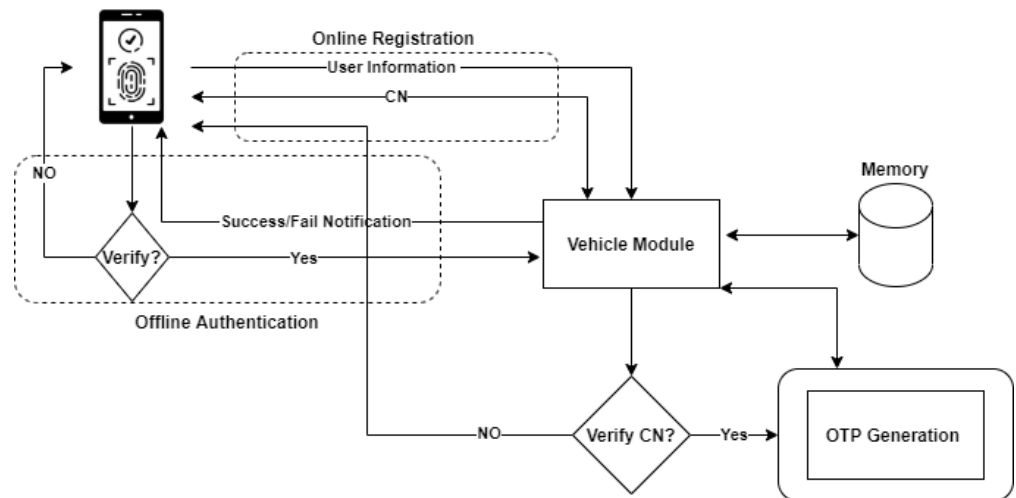 Online Registration
User Information
CN
NO
Memory
Success/Fail Notification
Vehicle Module
Verify?
Yes
Offline Authentication
NO
Verify CN?
Yes
OTP Generation